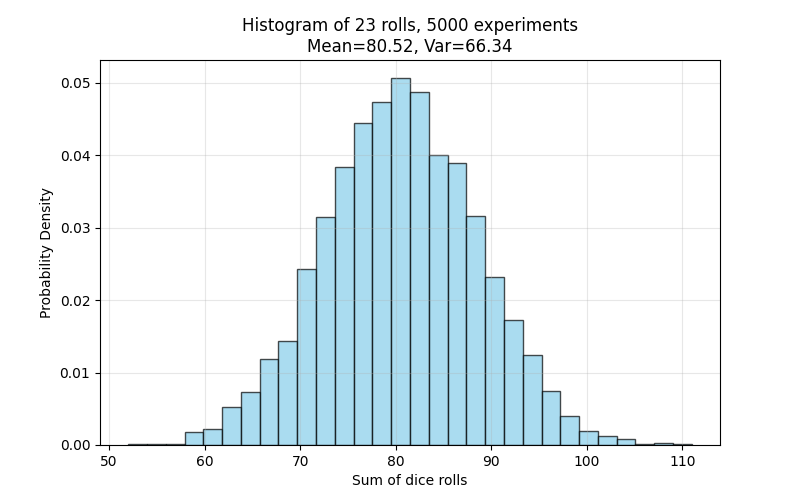 Histogram of 23 rolls, 5000 experiments
Mean=80.52, Var=66.34
Probability Density
0.05
0.04
0.03
0.02
0.01
0.00
50 60 70 80 90 100 110
Sum of dice rolls